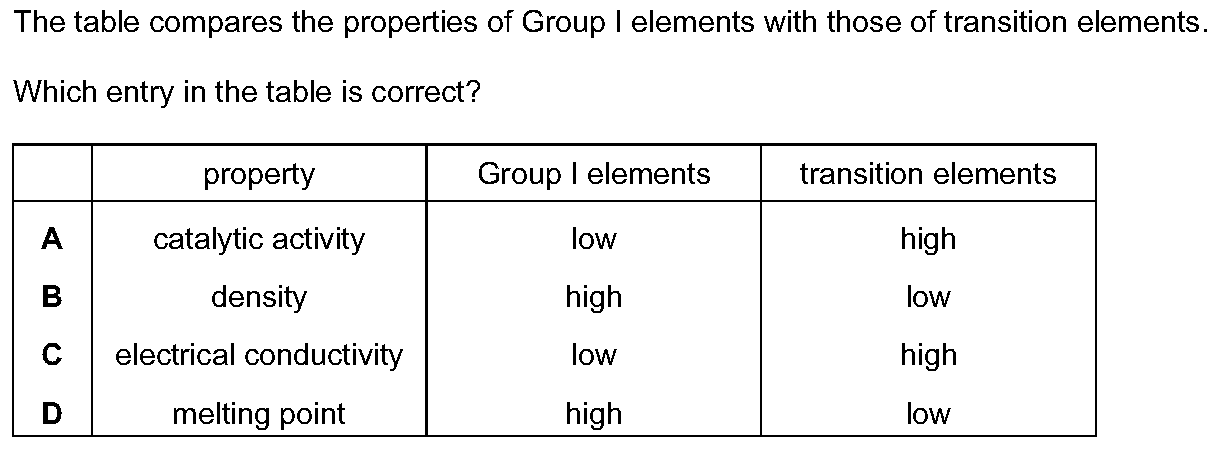 The table compares the properties of Group I elements with those of transition elements.
Which entry in the table is correct?
property Group I elements transition elements
A catalytic activity low high
B density high low
C electrical conductivity low high
D melting point high low